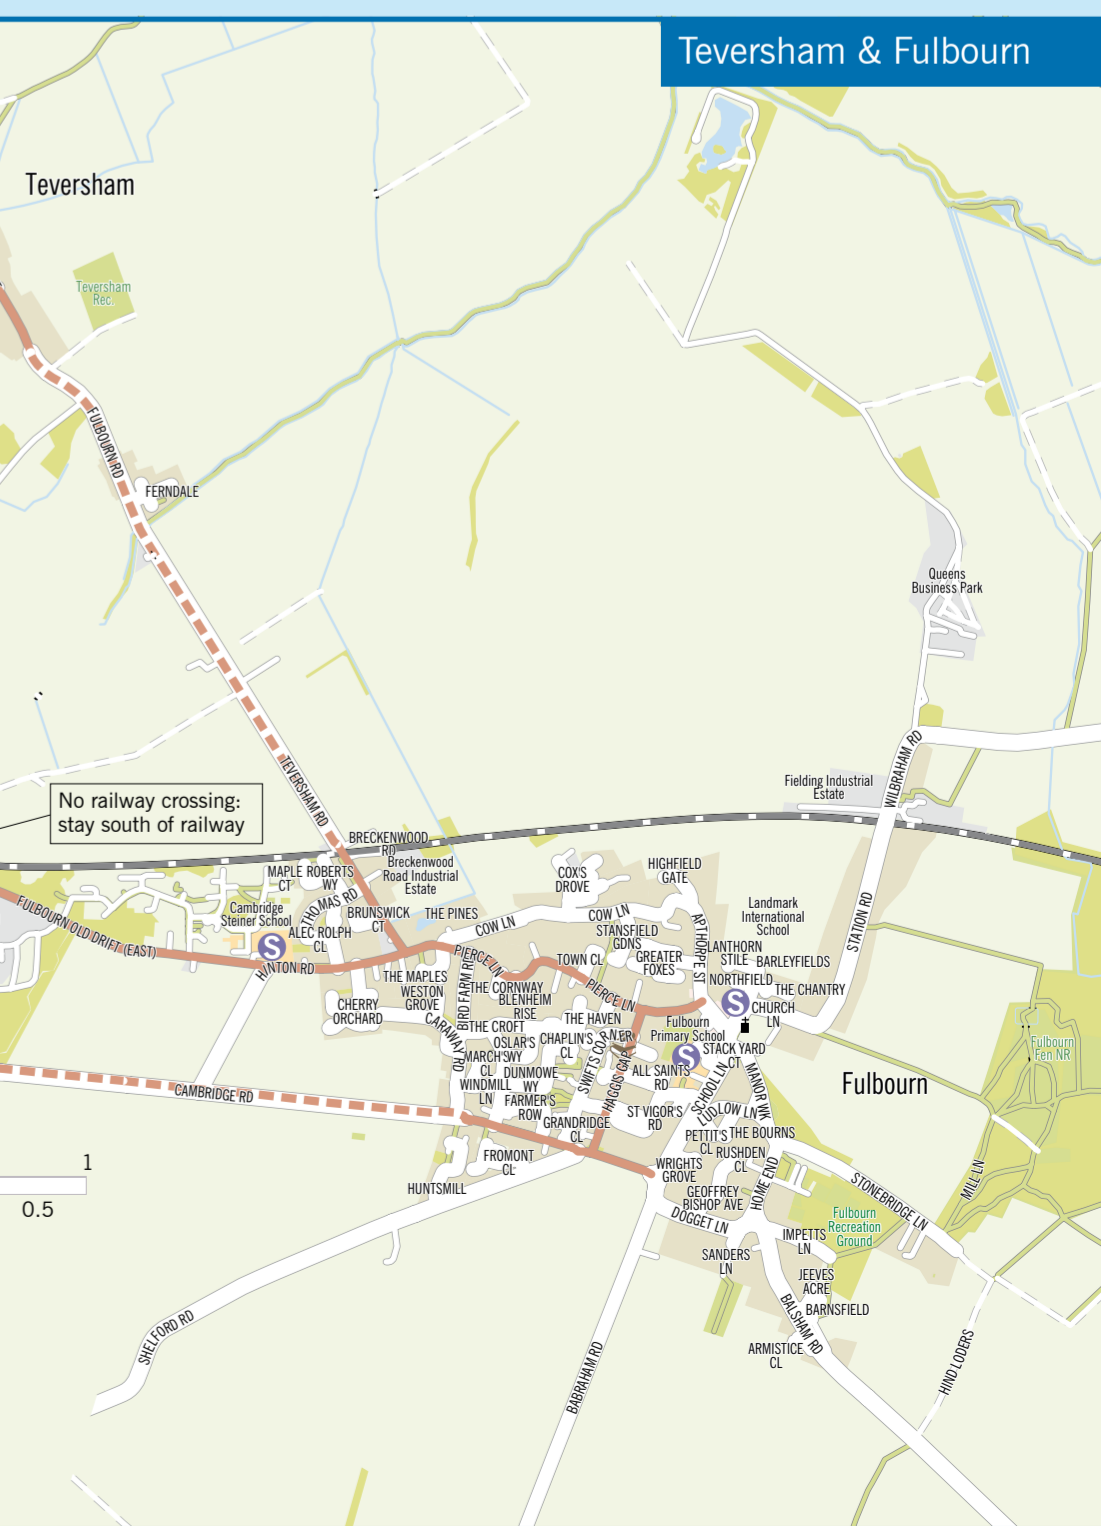 Teversham & Fulbourn
Teversham
Teversham
Rec.
FULBOURN RD
FERNDALE
Queens
Business Park
TEVERSHAM RD
WILBRAHAM RD
Fielding Industrial
Estate
No railway crossing:
stay south of railway
BRECKENWOOD
RD
Breckenwood
Road Industrial
Estate
MAPLE
CT
ROBERTS
WY
COX'S
DROVE
HIGHFIELD
GATE
Cambridge
Steiner School
THOMAS RD
FULBOURN OLD DRIFT (EAST)
ALEC ROLPH
CL
BRUNSWICK
CT
THE PINES
COW LN
COW LN
STANSFIELD
GDNS
APTHORPE ST
Landmark
International
School
STATION RD
HINTON RD
PIERCE LN
TOWN CL
GREATER
FOXES
LANTHORN
STILE
BARLEYFIELDS
THE MAPLES
WESTON
GROVE
BIRD FARM RD
THE CORNWAY
BLENHEIM
RISE
PIERCE LN
NORTHFIELD
THE CHANTRY
CHERRY
ORCHARD
CARAWAY RD
THE CROFT
THE HAVEN
Fulbourn
Primary School
CHURCH
LN
OSLAR'S
WY
CHAPLIN'S
CL
SWIFTS CORNER
STACK YARD
CT
Fulbourn
Fen NR
MARCH'S
CL
DUNMOWE
WY
HAGGIS GAP
ALL SAINTS
RD
SCHOOL LN
MANOR WK
Fulbourn
CAMBRIDGE RD
WINDMILL
LN
FARMER'S
ROW
GRANDRIDGE
CL
ST VIGOR'S
RD
LUDLOW LN
PETTIT'S
CL
THE BOURNS
1
0.5
FROMONT
CL
RUSHDEN
CL
HUNTSMILL
WRIGHTS
GROVE
GEOFFREY
BISHOP AVE
HOME END
STONEBRIDGE LN
MILL LN
DOGGET LN
Fulbourn
Recreation
Ground
IMPETTS
LN
SANDERS
LN
JEEVES
ACRE
BARNSFIELD
BALSHAM RD
ARMISTICE
CL
SHELFORD RD
BABRAHAM RD
HIND LODERS
S
S
S